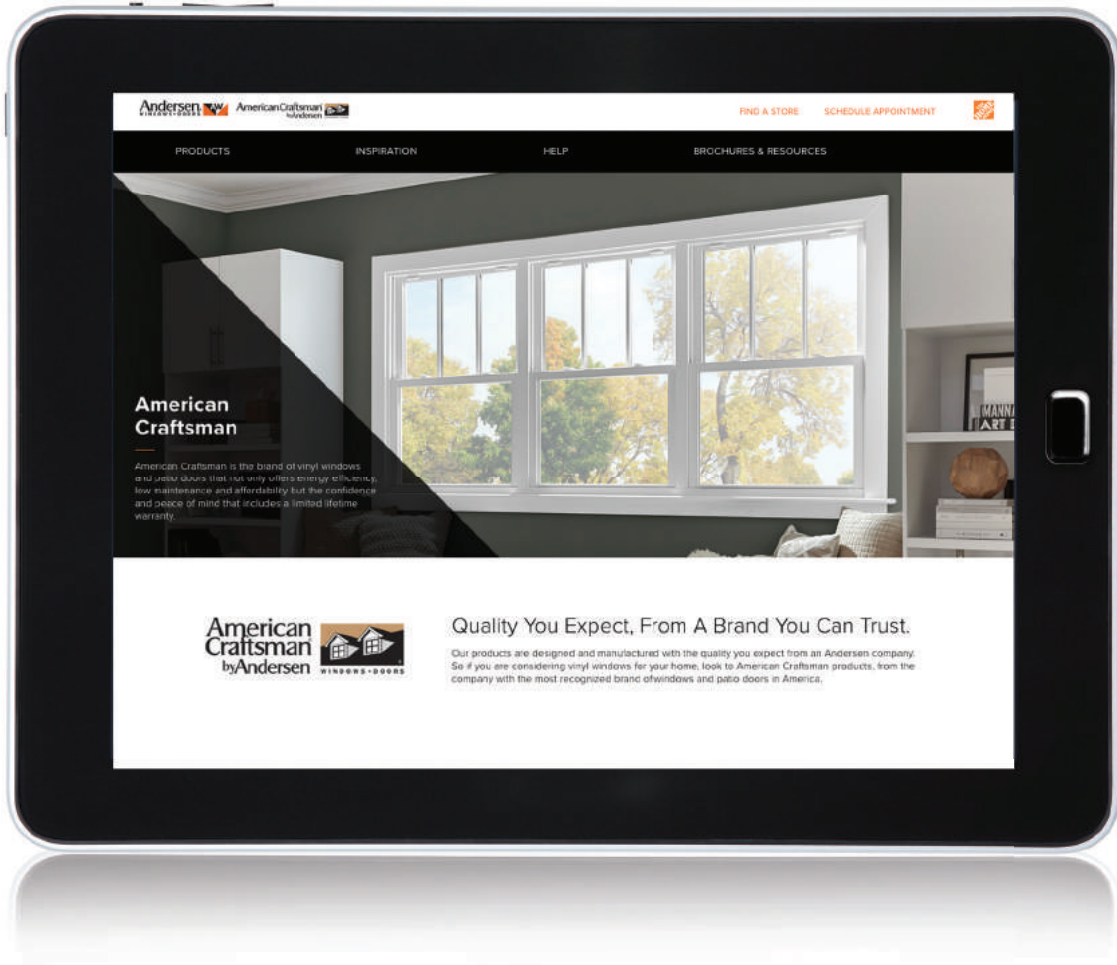 Andersen
WINDOWS • DOORS
American Craftsman
by Andersen
FIND A STORE
SCHEDULE APPOINTMENT
PRODUCTS
INSPIRATION
HELP
BROCHURES & RESOURCES
MANNA
ART D
American
Craftsman
American Craftsman is the brand of vinyl windows
and patio doors that not only offers energy efficiency,
low maintenance and affordability but the confidence
and peace of mind that includes a limited lifetime
warranty.
American
Craftsman
by Andersen
WINDOWS • DOORS
Quality You Expect, From A Brand You Can Trust.
Our products are designed and manufactured with the quality you expect from an Andersen company.
So if you are considering vinyl windows for your home, look to American Craftsman products, from the
company with the most recognized brand ofwindows and patio doors in America.